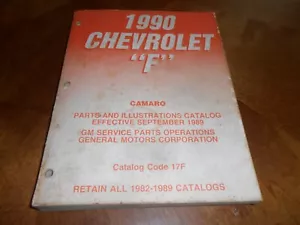 1990
CHEVROLET
"F"
CAMARO
PARTS AND ILLUSTRATIONS CATALOG
EFFECTIVE SEPTEMBER 1989
GM SERVICE PARTS OPERATIONS
GENERAL MOTORS CORPORATION
Catalog Code 17F
RETAIN ALL 1982-1989 CATALOGS